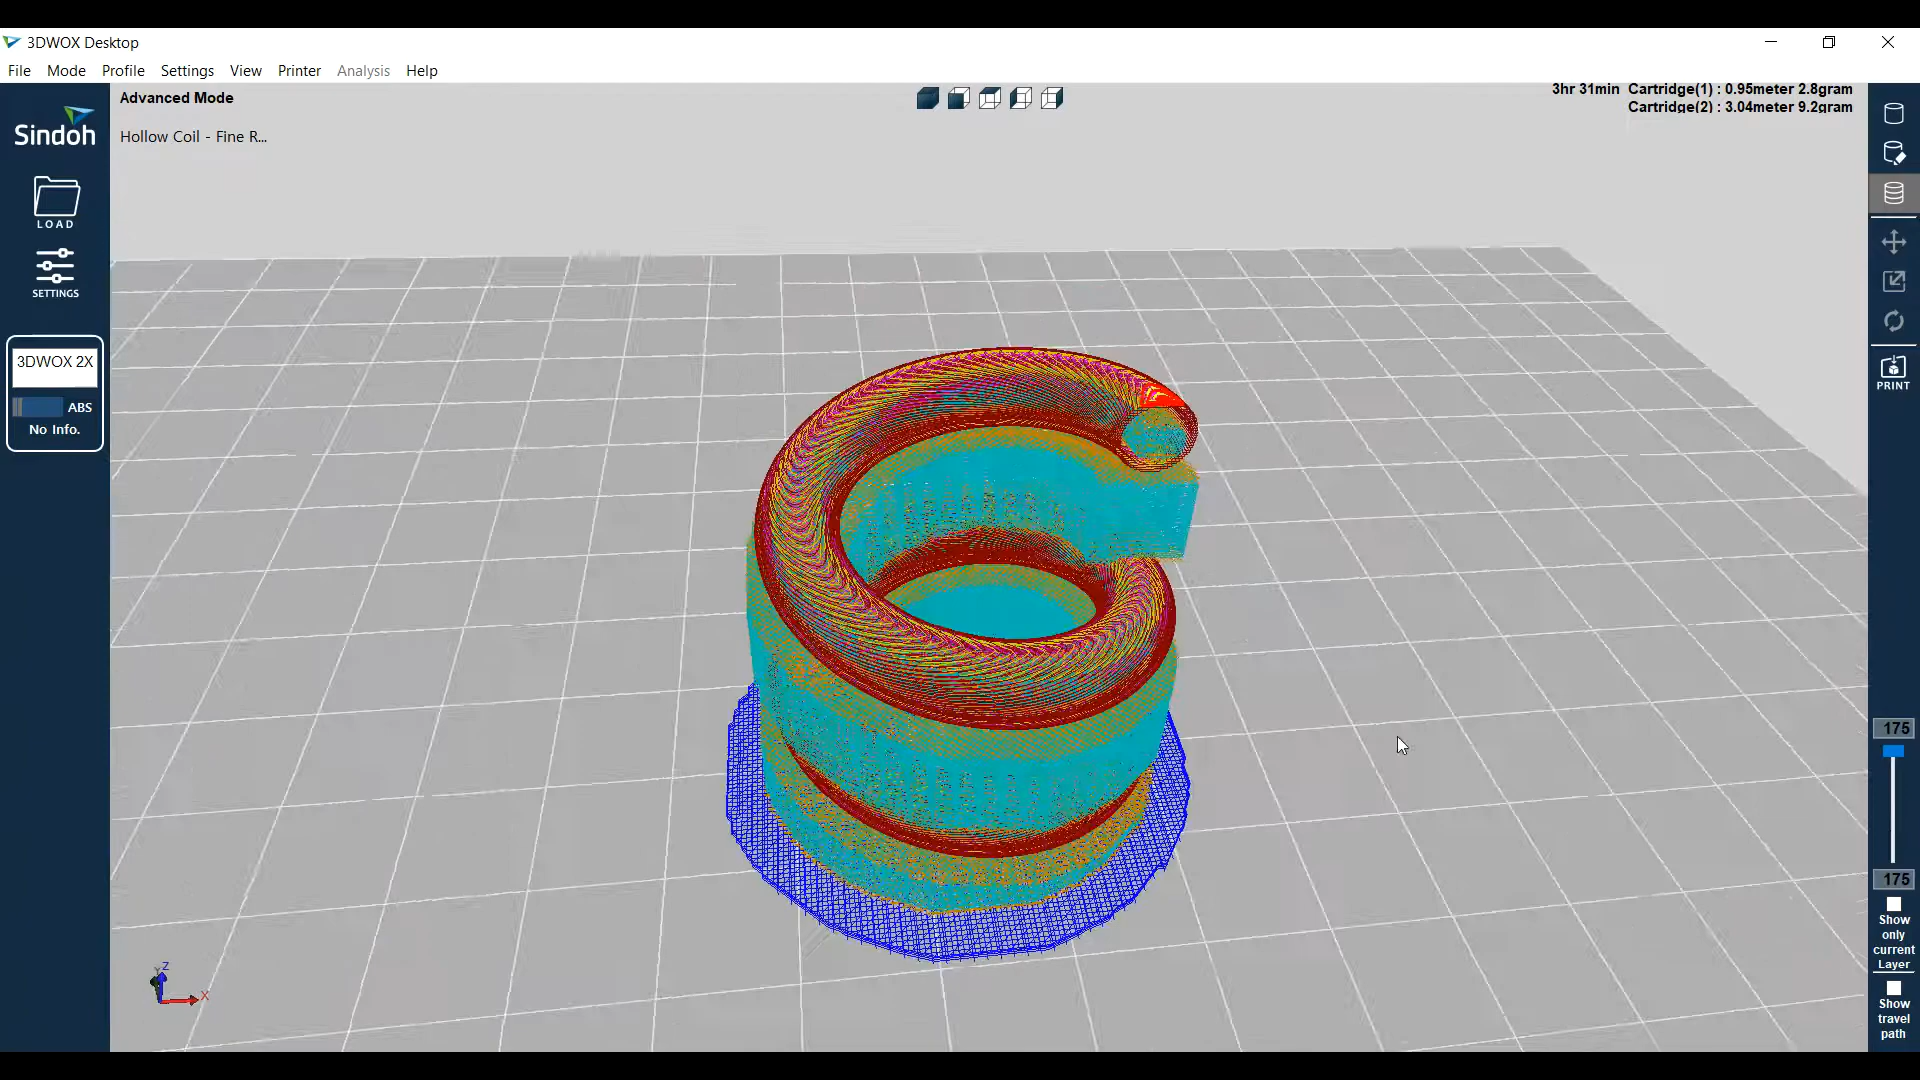 3DWOX Desktop
File Mode Profile Settings View Printer Analysis Help
Advanced Mode
3hr 31min Cartridge(1) : 0.95meter 2.8gram
Cartridge(2) : 3.04meter 9.2gram
Hollow Coil - Fine R...
Sindoh
LOAD
SETTINGS
3DWOX 2X
ABS
No Info.
PRINT
175
175
Show
only
current
Layer
Show
travel
path
Z
Y
X